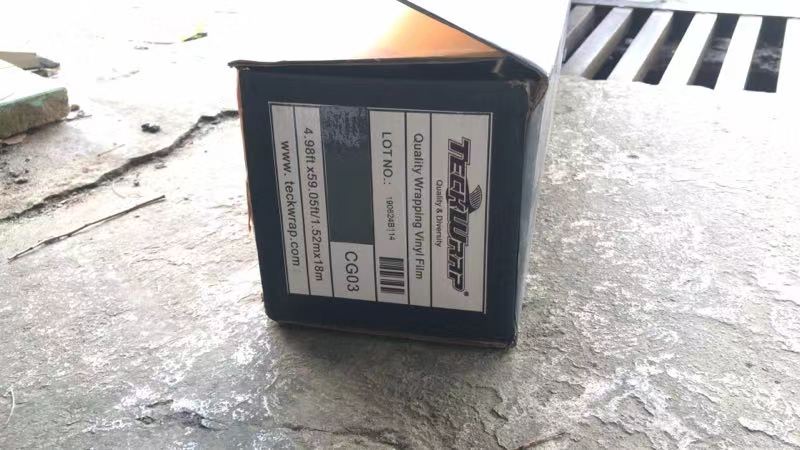 TECKWRAP®
Quality & Diversity
Quality Wrapping Vinyl Film
LOT NO.: 190624B114
CG03
4.98ft x59.05ft/1.52mx18m
www. teckwrap.com